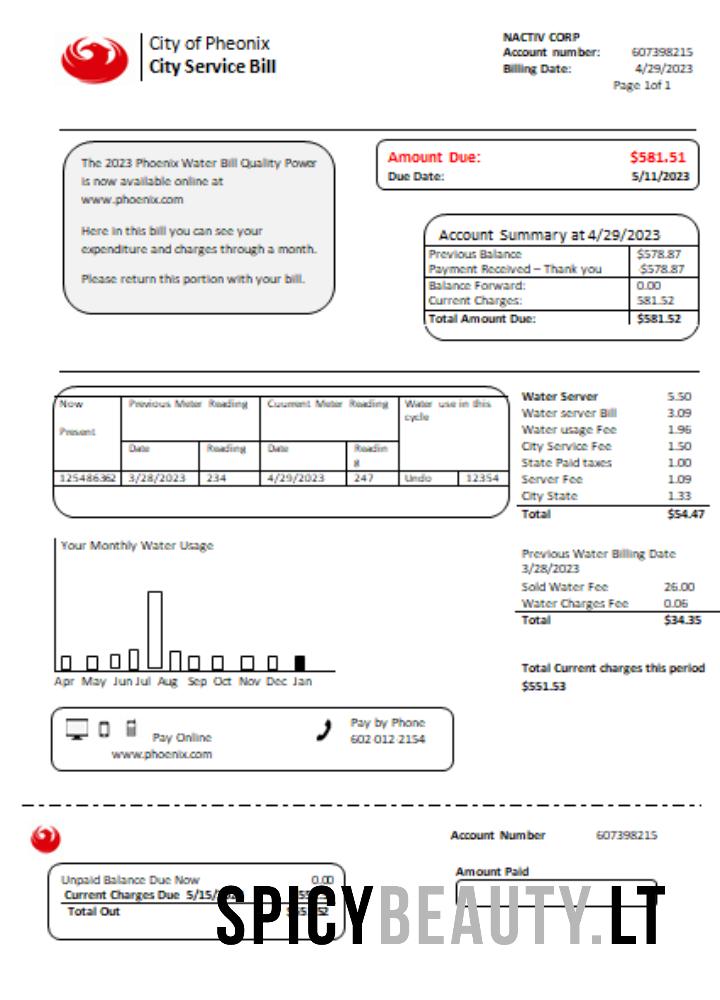 City of Pheonix
City Service Bill
NACTIV CORP
Account number: 607398215
Billing Date: 4/29/2023
Page 1of 1
The 2023 Phoenix Water Bill Quality Power
is now available online at
www.phoenix.com
Here in this bill you can see your
expenditure and charges through a month.
Please return this portion with your bill.
Amount Due: $581.51
Due Date: 5/11/2023
Account Summary at 4/29/2023
Previous Balance $578.87
Payment Received – Thank you -$578.87
Balance Forward: 0.00
Current Charges: 581.52
Total Amount Due: $581.52
Now Previous Meter Reading Cuurrent Meter Reading Water use in this
cycle
Present
Date Reading Date Readin
g
125486362 3/28/2023 234 4/29/2023 247 Undo 12354
Water Server 5.50
Water server Bill 3.09
Water usage Fee 1.96
City Service Fee 1.50
State Paid taxes 1.00
Server Fee 1.09
City State 1.33
Total $54.47
Previous Water Billing Date
3/28/2023
Sold Water Fee 26.00
Water Charges Fee 0.06
Total $34.35
Total Current charges this period
$551.53
Your Monthly Water Usage
Apr May Jun Jul Aug Sep Oct Nov Dec Jan
Pay Online
www.phoenix.com
Pay by Phone
602 012 2154
Account Number 607398215
Amount Paid
Unpaid Balance Due Now 0.00
Current Charges Due
Total Out
SPICYBEAUTY.LT